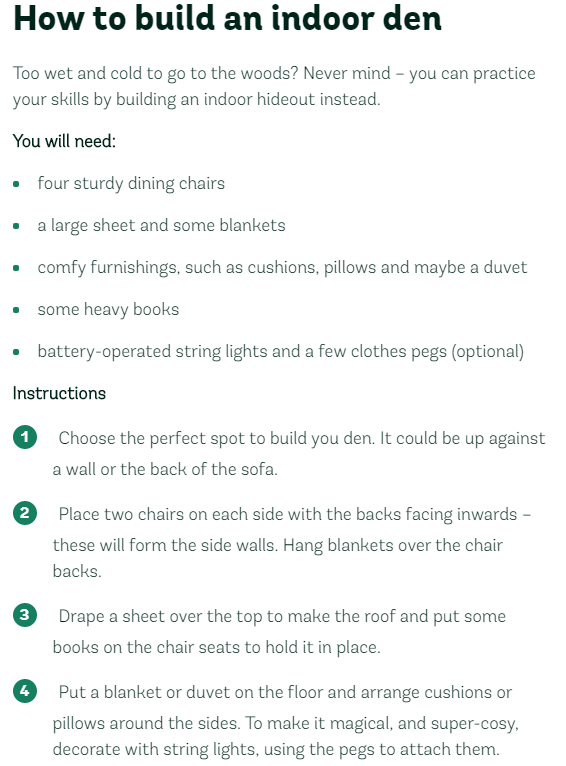 How to build an indoor den
Too wet and cold to go to the woods? Never mind – you can practice
your skills by building an indoor hideout instead.
You will need:
four sturdy dining chairs
a large sheet and some blankets
comfy furnishings, such as cushions, pillows and maybe a duvet
some heavy books
battery-operated string lights and a few clothes pegs (optional)
Instructions
1 Choose the perfect spot to build you den. It could be up against
a wall or the back of the sofa.
2 Place two chairs on each side with the backs facing inwards –
these will form the side walls. Hang blankets over the chair
backs.
3 Drape a sheet over the top to make the roof and put some
books on the chair seats to hold it in place.
4 Put a blanket or duvet on the floor and arrange cushions or
pillows around the sides. To make it magical, and super-cosy,
decorate with string lights, using the pegs to attach them.